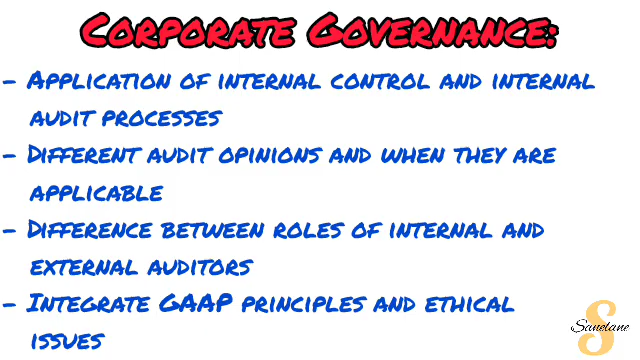 Corporate Governance:
- Application of internal control and internal
audit processes
- Different audit opinions and when they are
applicable
- Difference between roles of internal and
external auditors
- Integrate GAAP principles and ethical
issues
S
Sanelane